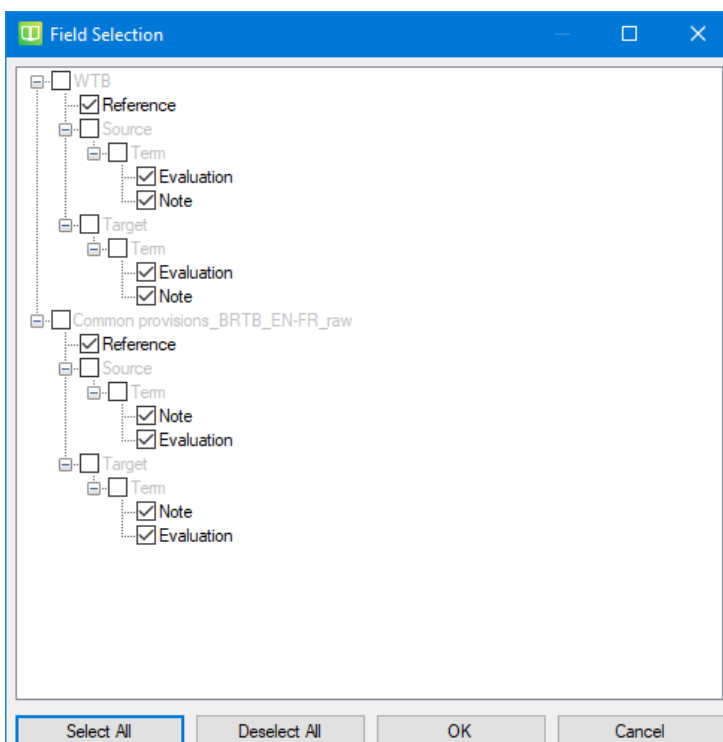 Field Selection
WTB
Reference
Source
Term
Evaluation
Note
Target
Term
Evaluation
Note
Common provisions_BRTB_EN-FR_raw
Reference
Source
Term
Note
Evaluation
Target
Term
Note
Evaluation
Select All Deselect All OK Cancel